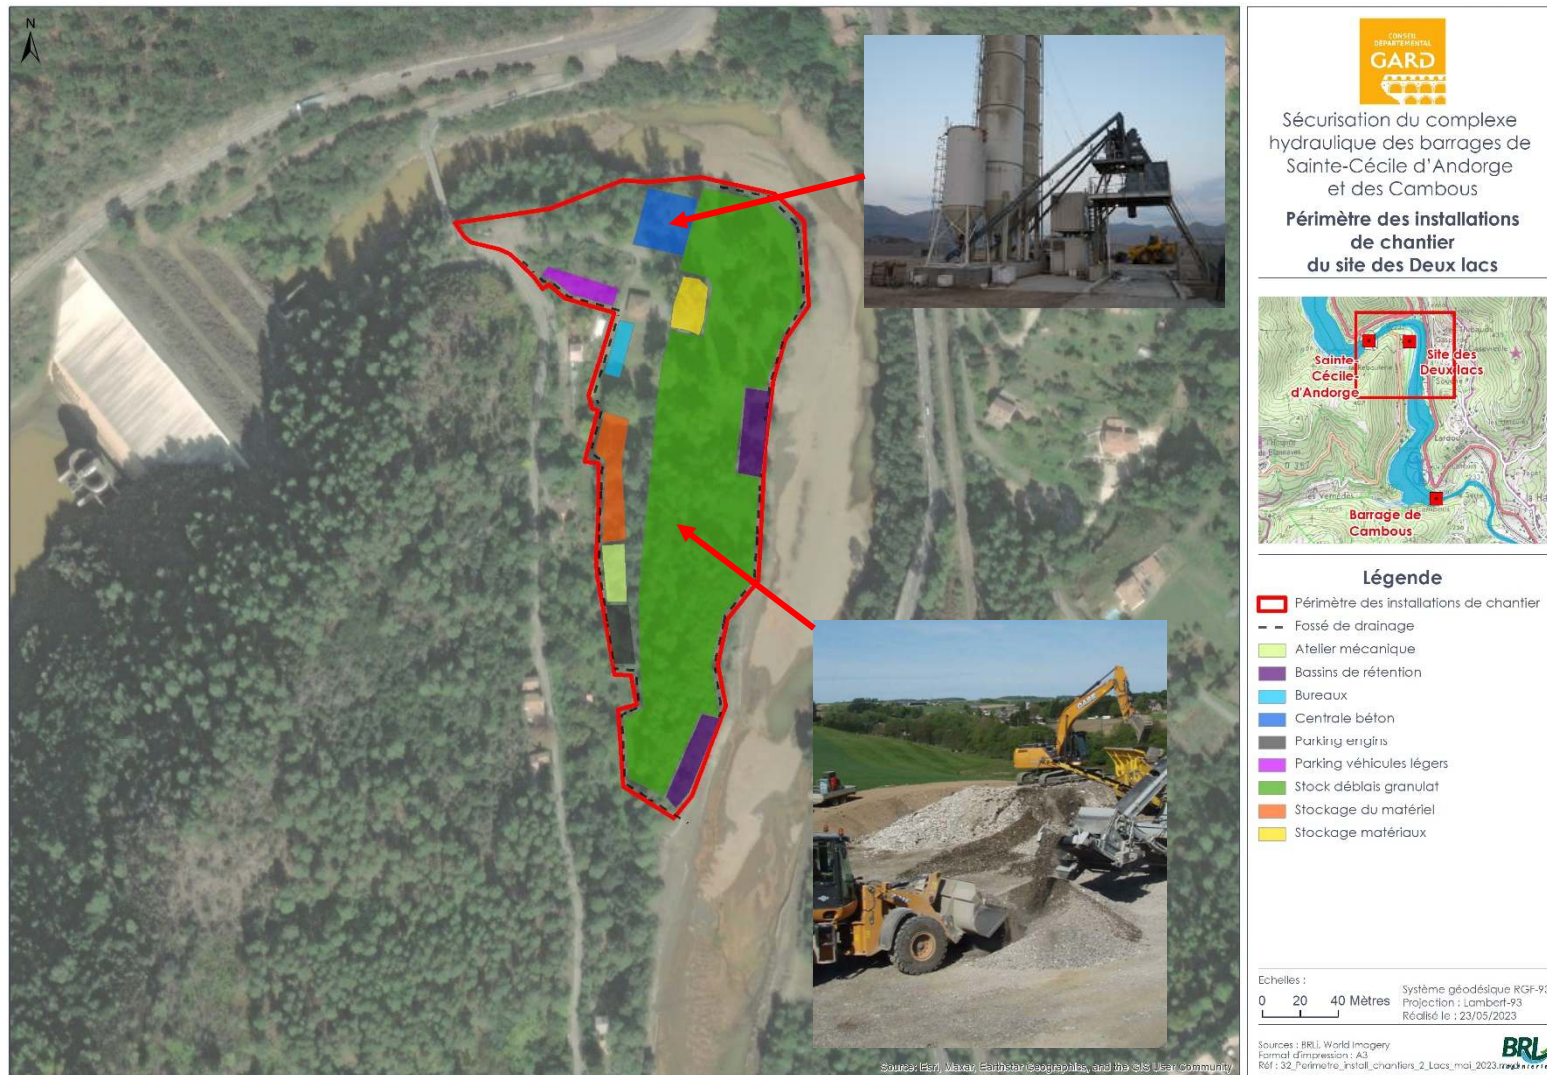 N
CONSEIL
DÉPARTEMENTAL
GARD
Sécurisation du complexe
hydraulique des barrages de
Sainte-Cécile d'Andorge
et des Cambous
Périmètre des installations
de chantier
du site des Deux lacs
Sainte-
Cécile-
d'Andorge
Site des
Deux lacs
Barrage de
Cambous
Légende
Périmètre des installations de chantier
Fossé de drainage
Atelier mécanique
Bassins de rétention
Bureaux
Centrale béton
Parking engins
Parking véhicules légers
Stock déblais granulat
Stockage du matériel
Stockage matériaux
Echelles :
0 20 40 Mètres
Système géodésique RGF-93
Projection : Lambert-93
Réalisé le : 23/05/2023
Sources : BRLi, World Imagery
Format d'impression : A3
Réf : 32_Perimetre_install_chantiers_2_Lacs_mai_2023
BRL
Ingénierie
Source: Esri, Maxar, Earthstar Geographics, and the GIS User Community